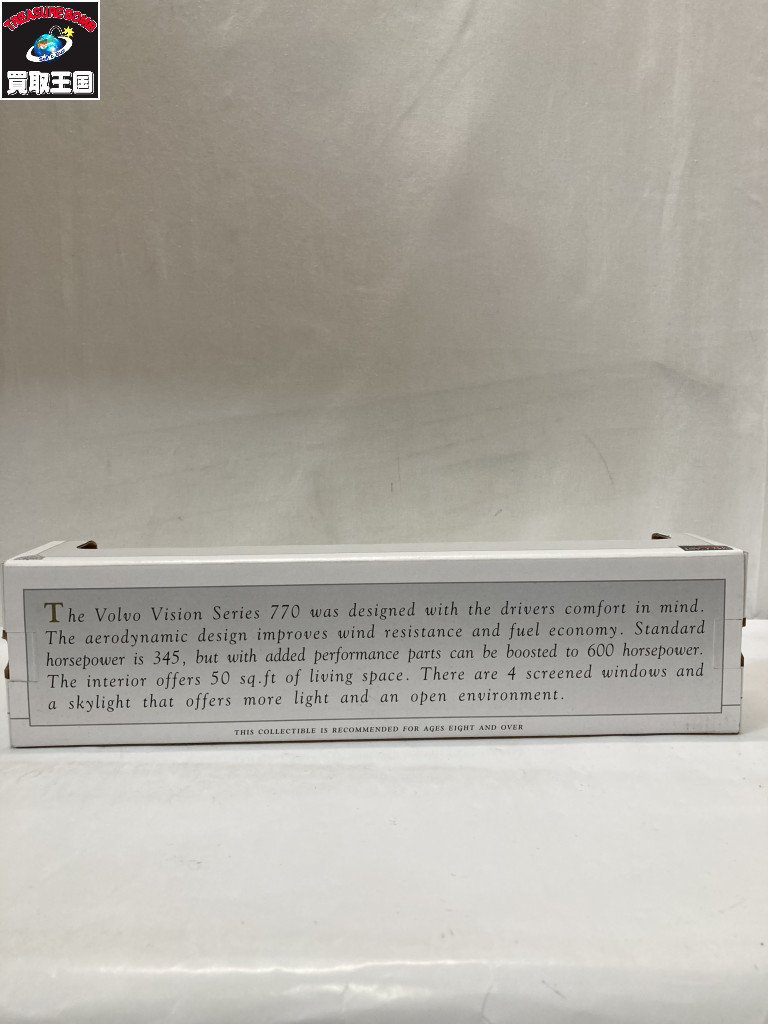 TREASURE BOMB
買取王国
The Volvo Vision Series 770 was designed with the drivers comfort in mind.
The aerodynamic design improves wind resistance and fuel economy. Standard
horsepower is 345, but with added performance parts can be boosted to 600 horsepower.
The interior offers 50 sq.ft of living space. There are 4 screened windows and
a skylight that offers more light and an open environment.
THIS COLLECTIBLE IS RECOMMENDED FOR AGES EIGHT AND OVER